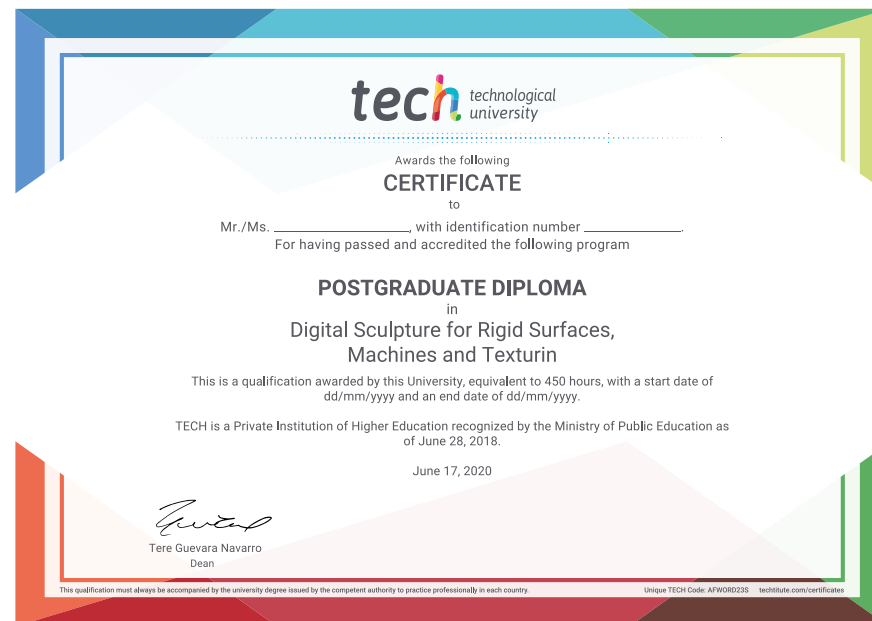 tech technological
university
Awards the following
CERTIFICATE
to
Mr./Ms. ____________________, with identification number ______________.
For having passed and accredited the following program
POSTGRADUATE DIPLOMA
in
Digital Sculpture for Rigid Surfaces,
Machines and Texturin
This is a qualification awarded by this University, equivalent to 450 hours, with a start date of
dd/mm/yyyy and an end date of dd/mm/yyyy.
TECH is a Private Institution of Higher Education recognized by the Ministry of Public Education as
of June 28, 2018.
June 17, 2020
Tere Guevara Navarro
Dean
This qualification must always be accompanied by the university degree issued by the competent authority to practice professionally in each country.
Unique TECH Code: AFWORD23S techtitute.com/certificates